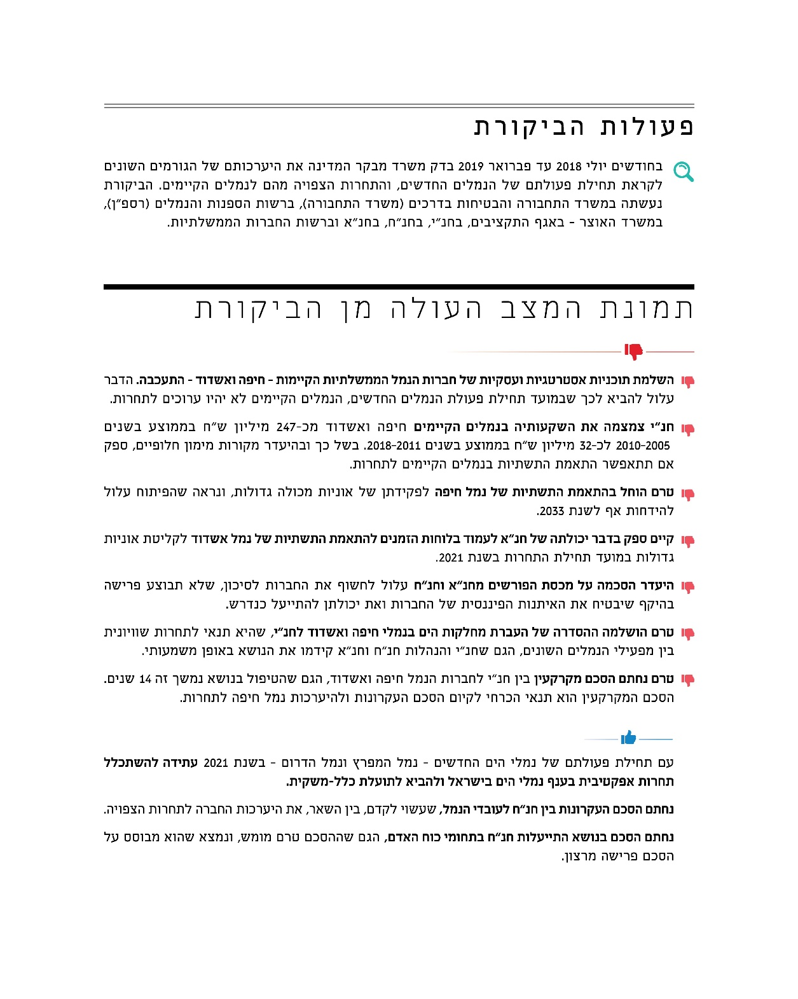 פעולות הביקורת
בחודשים יולי 2018 עד פברואר 2019 בדק משרד מבקר המדינה את היערכותם של הגורמים השונים
לקראת תחילת פעולתם של הנמלים החדשים, והתחרות הצפויה מהם לנמלים הקיימים. הביקורת
נעשתה במשרד התחבורה והבטיחות בדרכים (משרד התחבורה), ברשות הספנות והנמלים (רספ"ן),
במשרד האוצר - באגף התקציבים, בחנ"י, בחנ"ח, בחנ"א וברשות החברות הממשלתיות.
תמונת המצב העולה מן הביקורת
השלמת תוכניות אסטרטגיות ועסקיות של חברות הנמל הממשלתיות הקיימות - חיפה ואשדוד - התעכבה. הדבר
עלול להביא לכך שבמועד תחילת פעולת הנמלים החדשים, הנמלים הקיימים לא יהיו ערוכים לתחרות.
חנ"י צמצמה את השקעותיה בנמלים הקיימים חיפה ואשדוד מכ-247 מיליון ש"ח בממוצע בשנים
2010-2005 לכ-32 מיליון ש"ח בממוצע בשנים 2018-2011. בשל כך ובהיעדר מקורות מימון חלופיים, ספק
אם תתאפשר התאמת התשתיות בנמלים הקיימים לתחרות.
טרם הוחל בהתאמת התשתיות של נמל חיפה לפקידתן של אוניות מכולה גדולות, ונראה שהפיתוח עלול
להידחות אף לשנת 2033.
קיים ספק בדבר יכולתה של חנ"א לעמוד בלוחות הזמנים להתאמת התשתיות של נמל אשדוד לקליטת אוניות
גדולות במועד תחילת התחרות בשנת 2021.
היעדר הסכמה על מכסת הפורשים מחנ"א וחנ"ח עלול לחשוף את החברות לסיכון, שלא תבוצע פרישה
בהיקף שיבטיח את האיתנות הפיננסית של החברות ואת יכולתן להתייעל כנדרש.
טרם הושלמה ההסדרה של העברת מחלקות הים בנמלי חיפה ואשדוד לחנ"י, שהיא תנאי לתחרות שוויונית
בין מפעילי הנמלים השונים, הגם שחנ"י והנהלות חנ"ח וחנ"א קידמו את הנושא באופן משמעותי.
טרם נחתם הסכם מקרקעין בין חנ"י לחברות הנמל חיפה ואשדוד, הגם שהטיפול בנושא נמשך זה 14 שנים.
הסכם המקרקעין הוא תנאי הכרחי לקיום הסכם העקרונות ולהיערכות נמל חיפה לתחרות.
עם תחילת פעולתם של נמלי הים החדשים - נמל המפרץ ונמל הדרום - בשנת 2021 עתידה להשתכלל
תחרות אפקטיבית בענף נמלי הים בישראל ולהביא לתועלת כלל-משקית.
נחתם הסכם העקרונות בין חנ"ח לעובדי הנמל, שעשוי לקדם, בין השאר, את היערכות החברה לתחרות הצפויה.
נחתם הסכם בנושא התייעלות חנ"ח בתחומי כוח האדם, הגם שההסכם טרם מומש, ונמצא שהוא מבוסס על
הסכם פרישה מרצון.